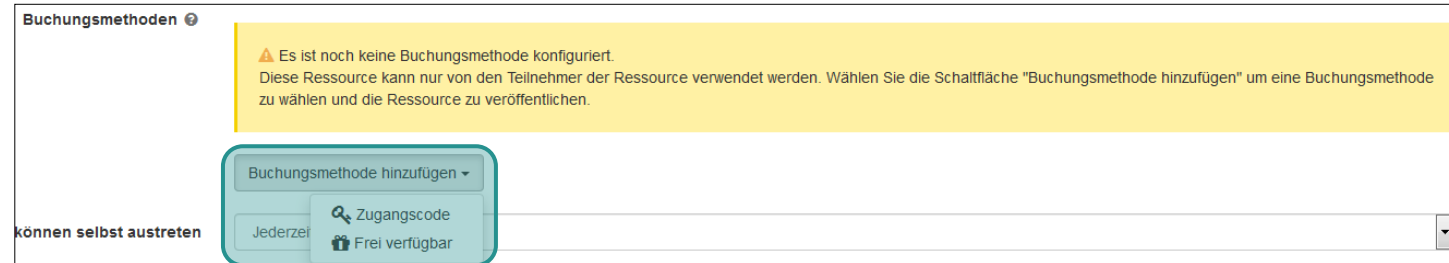 Buchungsmethoden
Es ist noch keine Buchungsmethode konfiguriert.
Diese Ressource kann nur von den Teilnehmer der Ressource verwendet werden. Wählen Sie die Schaltfläche "Buchungsmethode hinzufügen" um eine Buchungsmethode
zu wählen und die Ressource zu veröffentlichen.
Buchungsmethode hinzufügen
Zugangscode
können selbst austreten Jederzei
Frei verfügbar